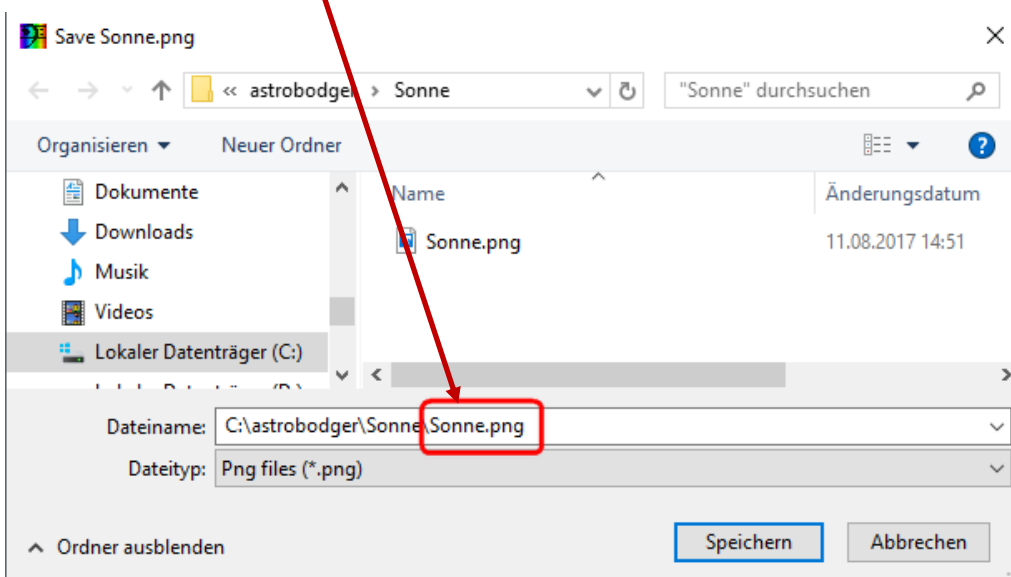 Save Sonne.png
« astrobodger > Sonne
"Sonne" durchsuchen
Organisieren
Neuer Ordner
Dokumente
Downloads
Musik
Videos
Lokaler Datenträger (C:)
Name
Änderungsdatum
Sonne.png
11.08.2017 14:51
Dateiname: C:\astrobodger\Sonne\Sonne.png
Dateityp: Png files (*.png)
Ordner ausblenden
Speichern
Abbrechen